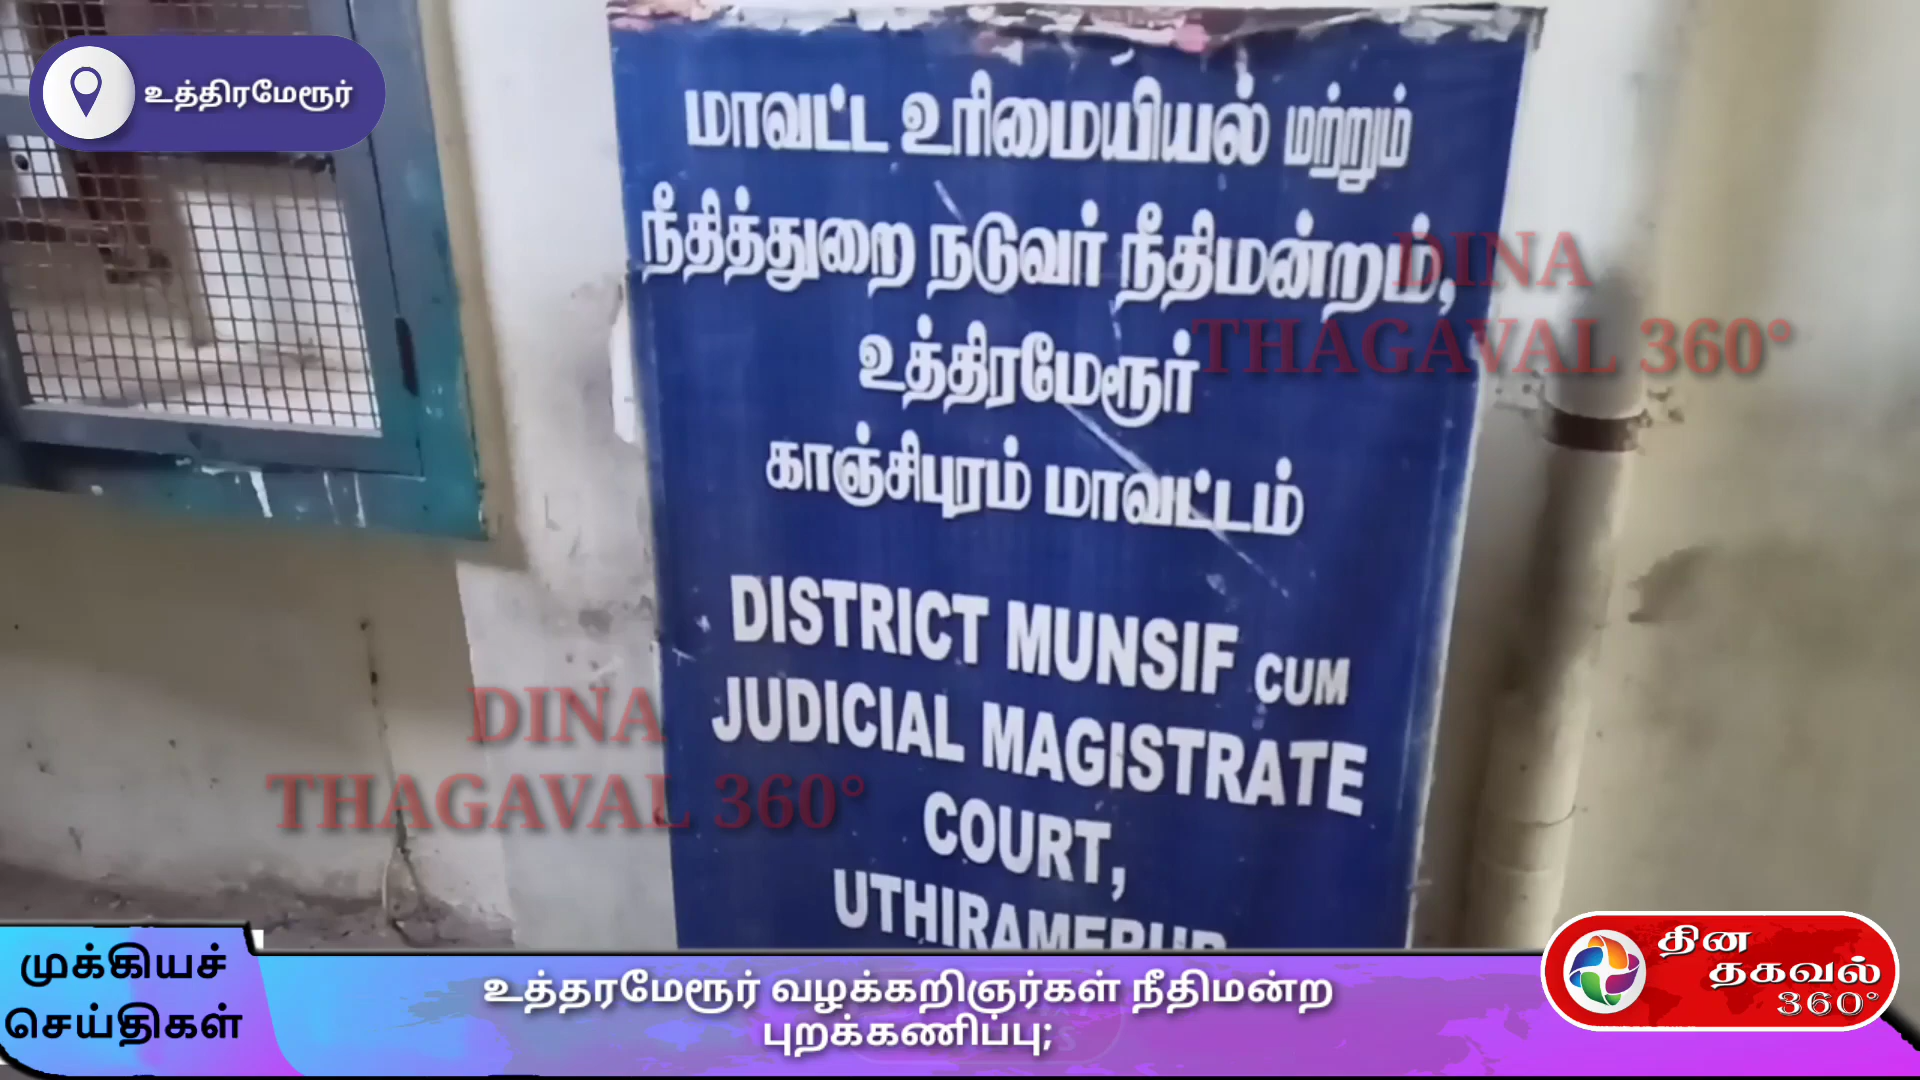 உத்திரமேரூர்
மாவட்ட உரிமையியல் மற்றும்
நீதித்துறை நடுவர் நீதிமன்றம்,
உத்திரமேரூர்
காஞ்சிபுரம் மாவட்டம்
DISTRICT MUNSIF CUM
JUDICIAL MAGISTRATE
COURT,
UTHIRAMERUR
DINA
THAGAVAL 360°
DINA
THAGAVAL 360°
முக்கியச்
செய்திகள்
உத்தரமேரூர் வழக்கறிஞர்கள் நீதிமன்ற
புறக்கணிப்பு;
தின
தகவல்
360°